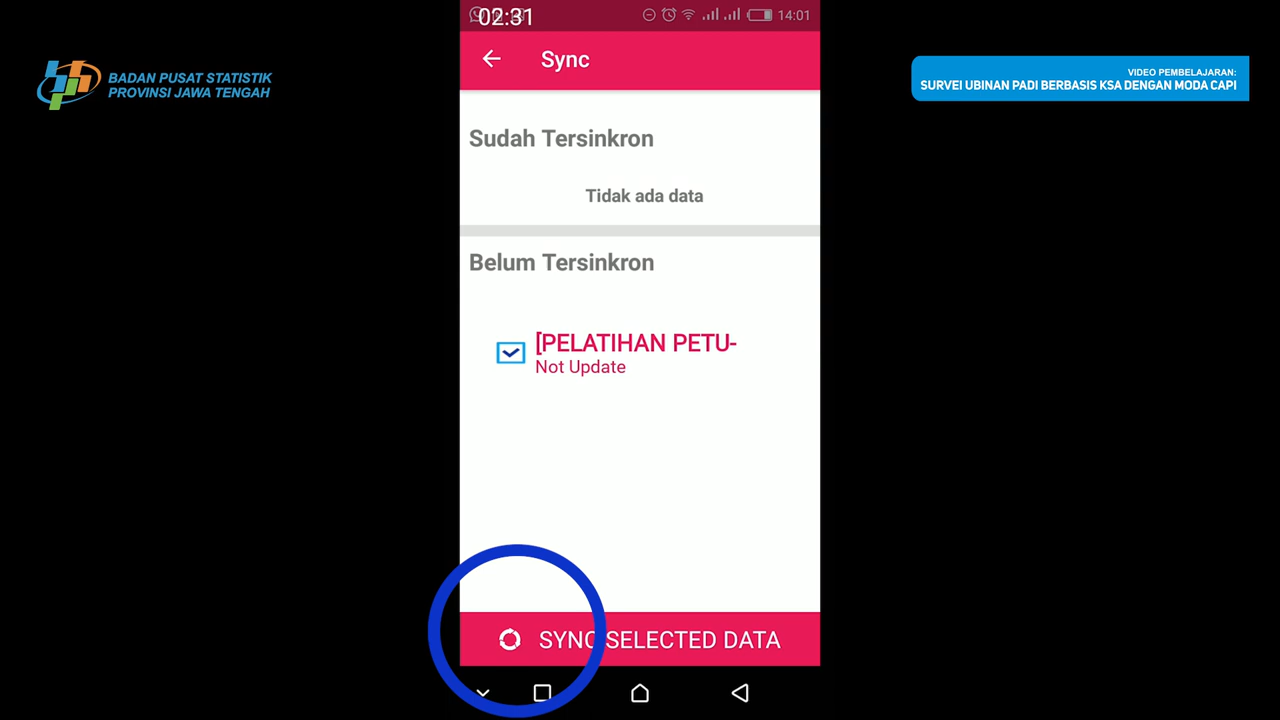 BADAN PUSAT STATISTIK
PROVINSI JAWA TENGAH
VIDEO PEMBELAJARAN:
SURVEI UBINAN PADI BERBASIS KSA DENGAN MODA CAPI
02:31
14:01
Sync
Sudah Tersinkron
Tidak ada data
Belum Tersinkron
[PELATIHAN PETU-
Not Update
SYNC SELECTED DATA